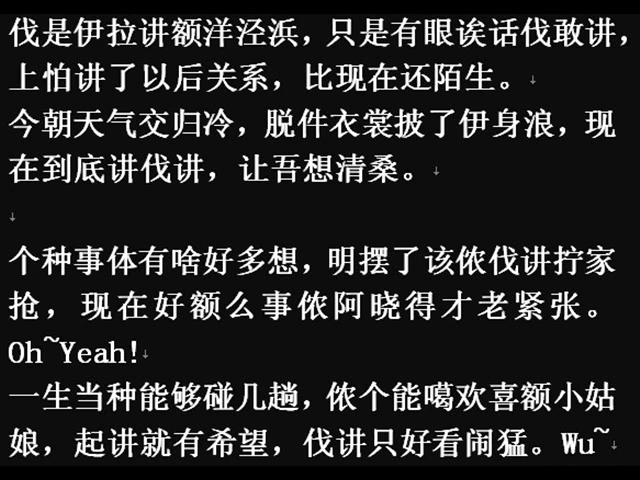 伐是伊拉讲额洋泾浜，只是有眼诶话伐敢讲，
上怕讲了以后关系，比现在还陌生。↓
今朝天气交归冷，脱件衣裳披了伊身浪，现
在到底讲伐讲，让吾想清桑。↓
↓
个种事体有啥好多想，明摆了该侬伐讲拧家
抢，现在好额么事侬阿晓得才老紧张。
Oh~Yeah!↓
一生当种能够碰几趟，侬个能噶欢喜额小姑
娘，起讲就有希望，伐讲只好看闹猛。Wu~↓